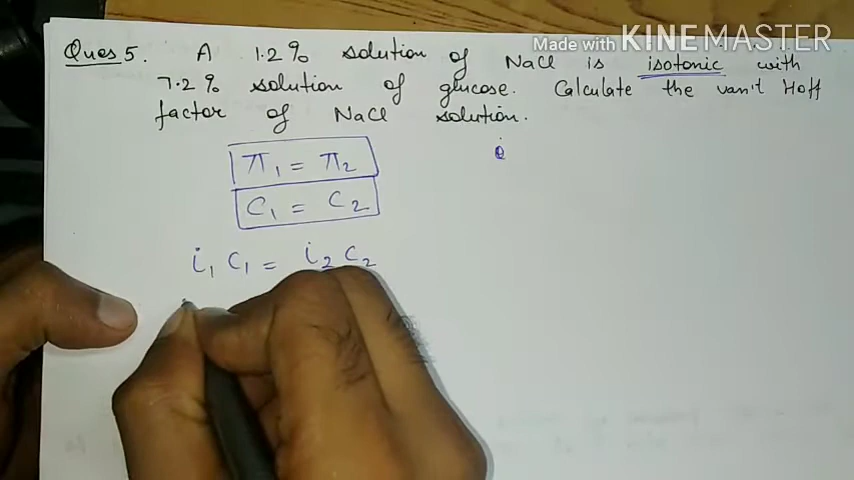 Made with KINEMASTER
Ques 5. A 1.2% solution of NaCl is isotonic with
7.2% solution of glucose. Calculate the van't Hoff
factor of NaCl solution.
π₁ = π₂
C₁ = C₂
i₁ C₁ = i₂ C₂